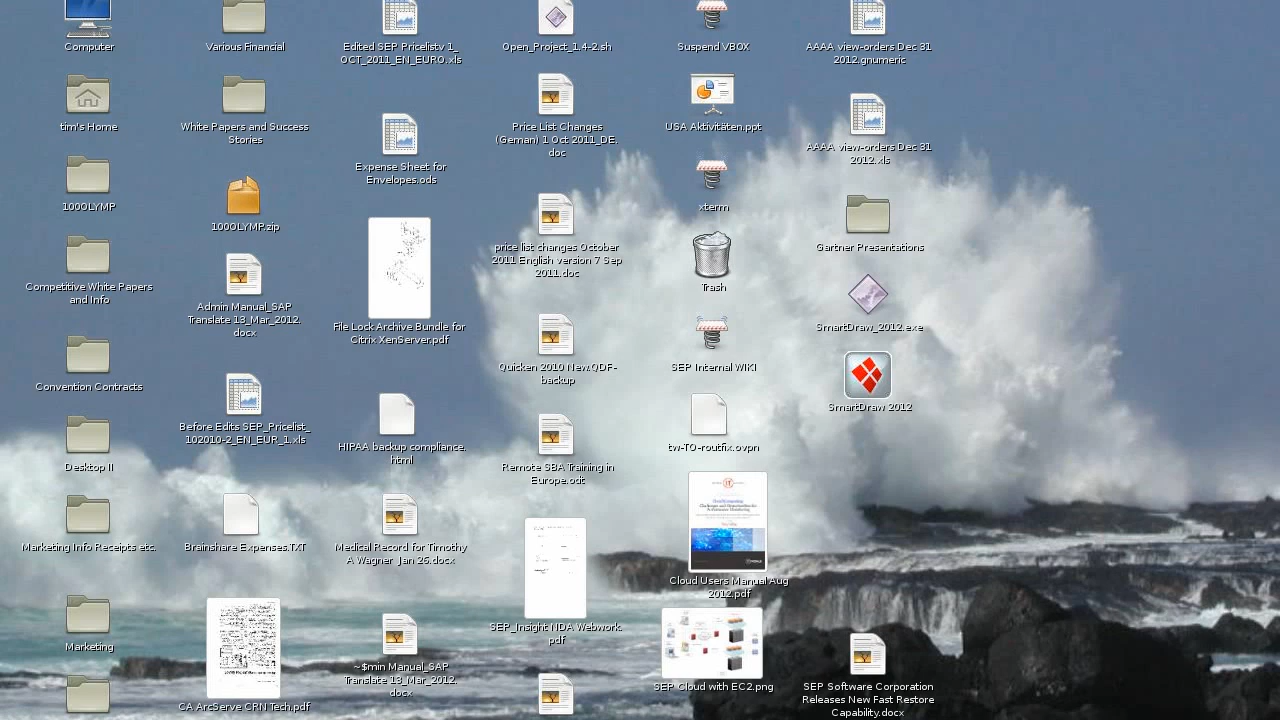 Computer
tim's Home
100OLYMP
Competitive White Papers
and Info
Convention Contracts
Desktop II
Marketing Info Receipts etc.
Marketing
Various Financial
White Papers and Success
Stories
100OLYMP.zip
Admin Manual_SAP
Translate 13_Mar_2012.
docx
Before Edits SEP_Pricelist_
102010-2_EN_EUR_
Brainshare
CA ArcServe CRN
Edited SEP Pricelistv 1_
OCT_2011_EN_EURO.xls
Expense Sheet for
Envelopes.ods
File Lock Archive Bundle for
Citrix XenServer.pdf
HIPAA backup compliance.
html
Medical Record for
A Wagner Jan 26.docx
~$min Manual_SAP
Translate 13_Mar_2012.
docx
Open_Project_1.4-2.sh
Price List Changes
(German) 1 Oct 2011_DE.
doc
price list changes October
2011 English version 7 Sep
2011.doc
Quicken 2010 New.QDF-
backup
Remote SBA Training in
Europe.odt
SEP_Insight NDA Webwork.
pdf
Suspend VBOX
USA Aktivitäten.ppt
xterm
Trash
SEP Internal WIKI
tw-TO-routfix.ovpn
Cloud Users Manual Aug
2012.pdf
SEP Cloud with EC2.png
AAAA view-orders Dec 31
2012.gnumeric
AAAA view-orders Dec 31
2012.xls
Gartner Presentations
SmartDraw_2012.exe
SmartDraw 2012
SEP Software Corporation
Releases New Fast Restore
Capability.docx